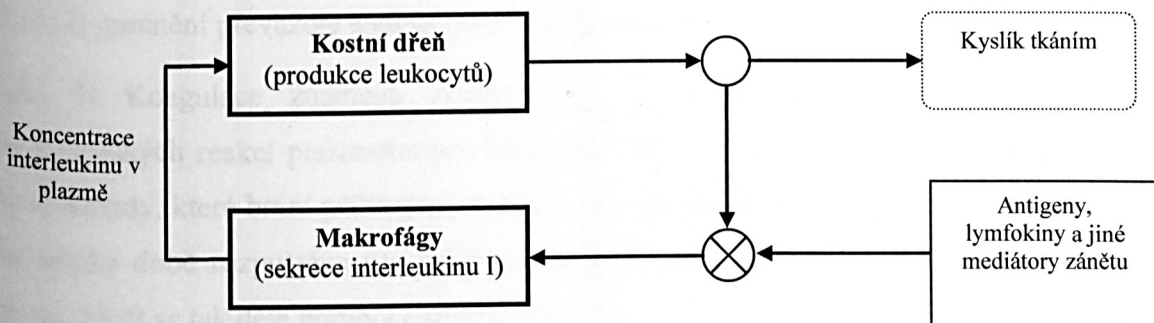 Kostní dřeň
(produkce leukocytů)
Kyslík tkáním
Koncentrace
interleukinu v
plazmě
Makrofágy
(sekrece interleukinu I)
Antigeny,
lymfokiny a jiné
mediátory zánětu